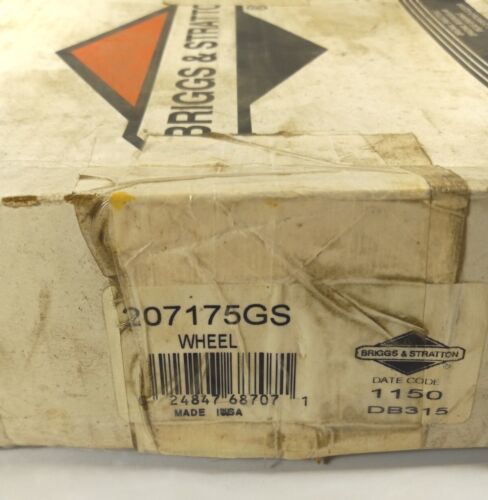 BRIGGS & STRATTON
®
207175GS
WHEEL
0 24847 68707 1
MADE IN USA
BRIGGS & STRATTON
®
DATE CODE
1150
DB315